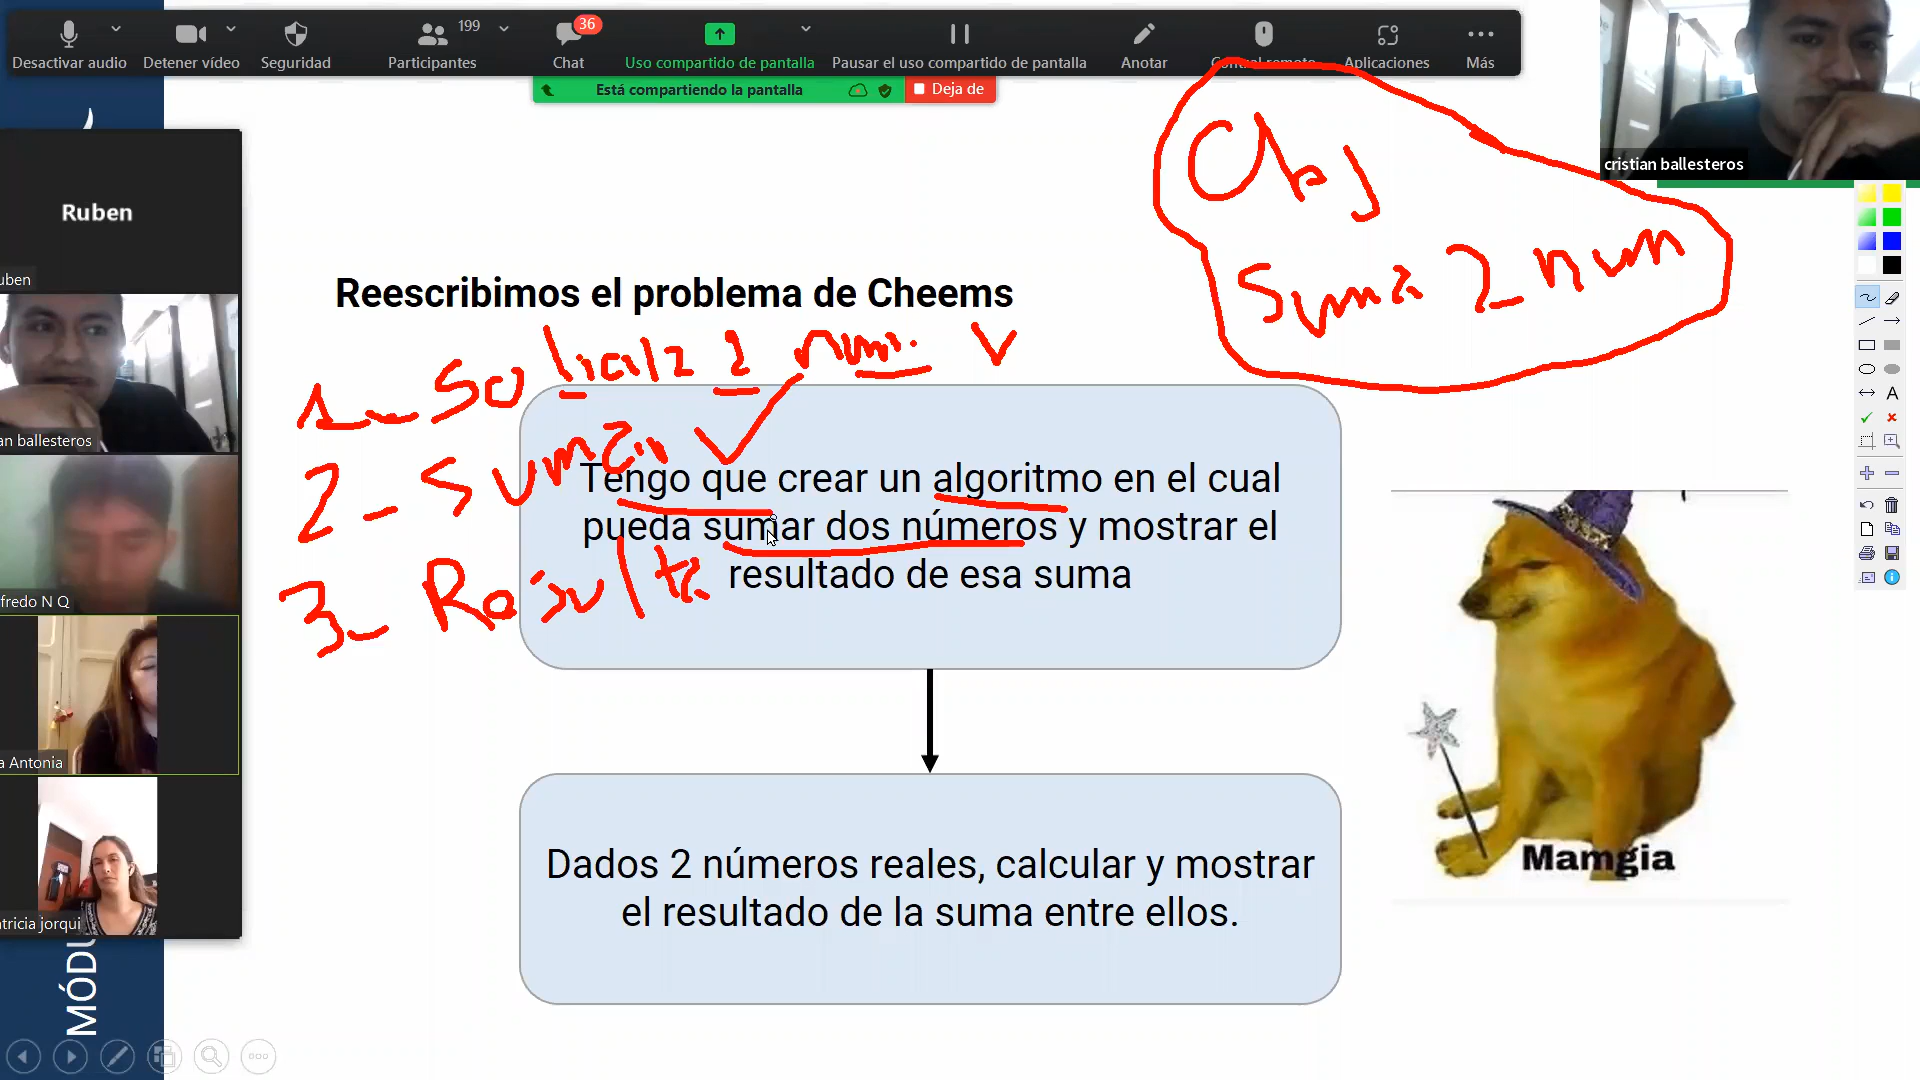 199
36
Desactivar audio
Detener vídeo
Seguridad
Participantes
Chat
Uso compartido de pantalla
Pausar el uso compartido de pantalla
Anotar
Control remoto
Aplicaciones
Más
Está compartiendo la pantalla
Deja de
cristian ballesteros
Obj
Suma 2 num
Ruben
uben
an ballesteros
fredo N Q
a Antonia
tricia jorqui
Reescribimos el problema de Cheems
2 num.
2-
3- Resulta
Tengo que crear un algoritmo en el cual
pueda sumar dos números y mostrar el
resultado de esa suma
Dados 2 números reales, calcular y mostrar
el resultado de la suma entre ellos.
Mamgia
A
MÓDU